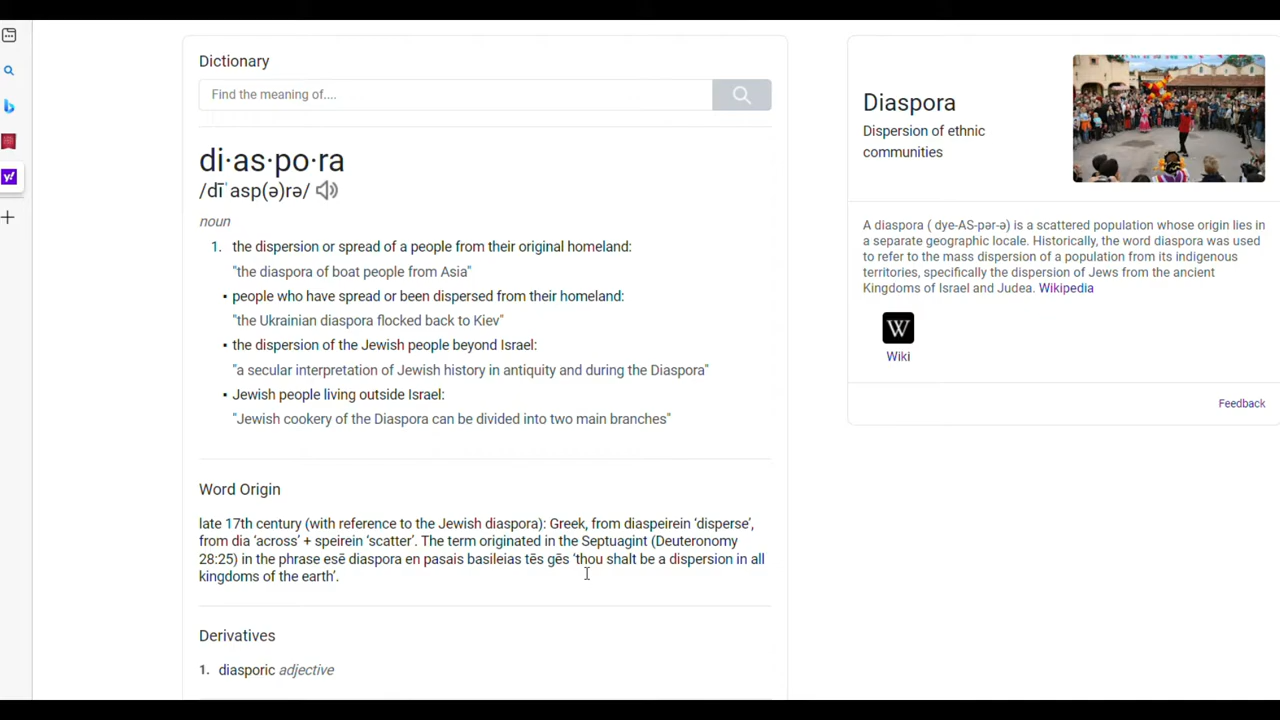 Dictionary
Find the meaning of....
di·as·po·ra
/dīˈasp(ə)rə/
noun
1. the dispersion or spread of a people from their original homeland:
"the diaspora of boat people from Asia"
▪ people who have spread or been dispersed from their homeland:
"the Ukrainian diaspora flocked back to Kiev"
▪ the dispersion of the Jewish people beyond Israel:
"a secular interpretation of Jewish history in antiquity and during the Diaspora"
▪ Jewish people living outside Israel:
"Jewish cookery of the Diaspora can be divided into two main branches"
Word Origin
late 17th century (with reference to the Jewish diaspora): Greek, from diaspeirein ‘disperse’,
from dia ‘across’ + speirein ‘scatter’. The term originated in the Septuagint (Deuteronomy
28:25) in the phrase esē diaspora en pasais basileias tēs gēs ‘thou shalt be a dispersion in all
kingdoms of the earth’.
Derivatives
1. diasporic adjective
Diaspora
Dispersion of ethnic
communities
A diaspora ( dye-AS-pər-ə) is a scattered population whose origin lies in
a separate geographic locale. Historically, the word diaspora was used
to refer to the mass dispersion of a population from its indigenous
territories, specifically the dispersion of Jews from the ancient
Kingdoms of Israel and Judea. Wikipedia
W
Wiki
Feedback
y!